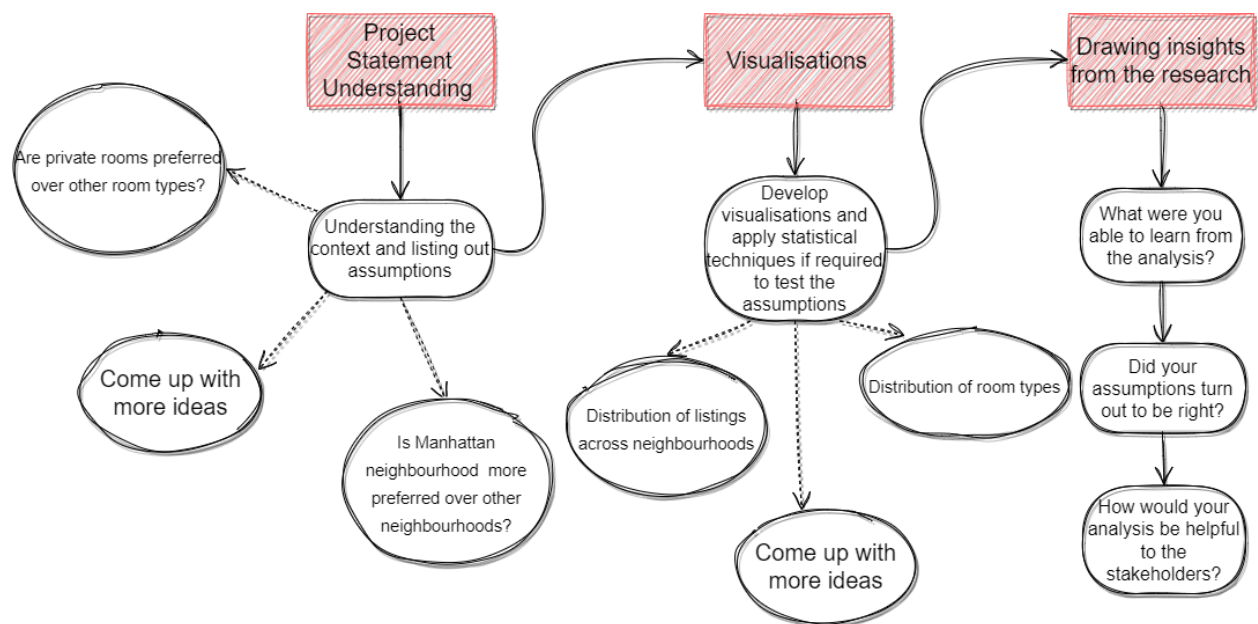 Project
Statement
Understanding
Visualisations
Drawing insights
from the research
Are private rooms preferred
over other room types?
Understanding the
context and listing out
assumptions
Develop
visualisations and
apply statistical
techniques if required
to test the
assumptions
What were you
able to learn from
the analysis?
Come up with
more ideas
Is Manhattan
neighbourhood more
preferred over other
neighbourhoods?
Distribution of listings
across neighbourhoods
Distribution of room types
Did your
assumptions turn
out to be right?
Come up with
more ideas
How would your
analysis be helpful
to the
stakeholders?